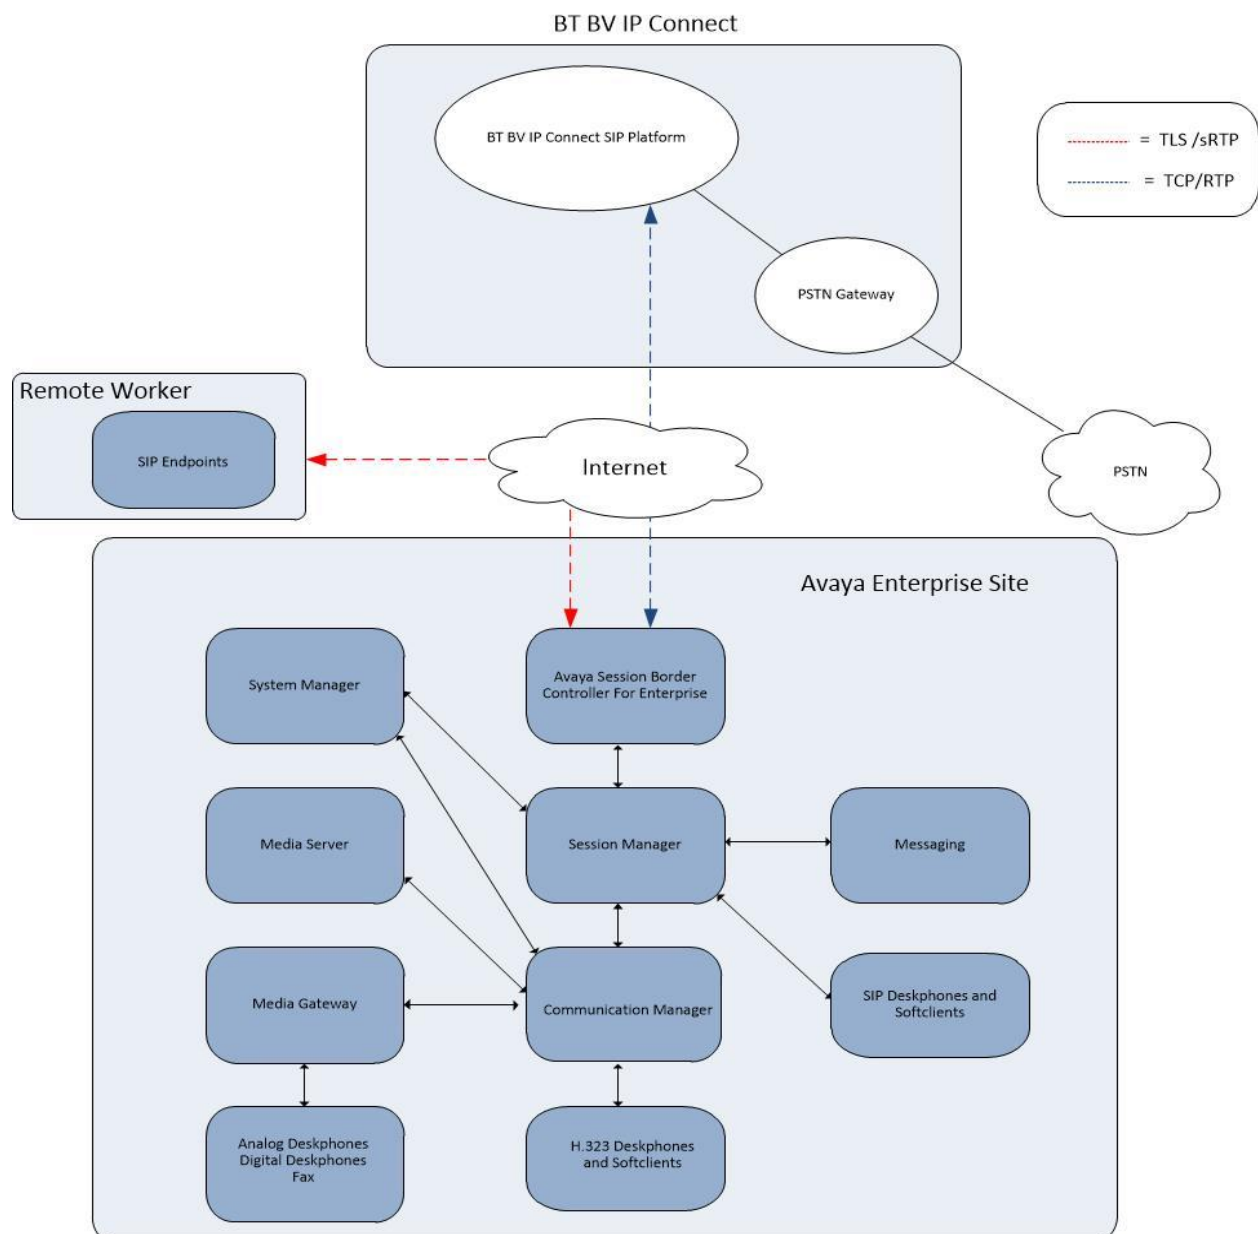 BT BV IP Connect
BT BV IP Connect SIP Platform
= TLS /sRTP
= TCP/RTP
PSTN Gateway
Remote Worker
SIP Endpoints
Internet
PSTN
Avaya Enterprise Site
System Manager
Avaya Session Border
Controller For Enterprise
Media Server
Session Manager
Messaging
Media Gateway
Communication Manager
SIP Deskphones and
Softclients
Analog Deskphones
Digital Deskphones
Fax
H.323 Deskphones
and Softclients